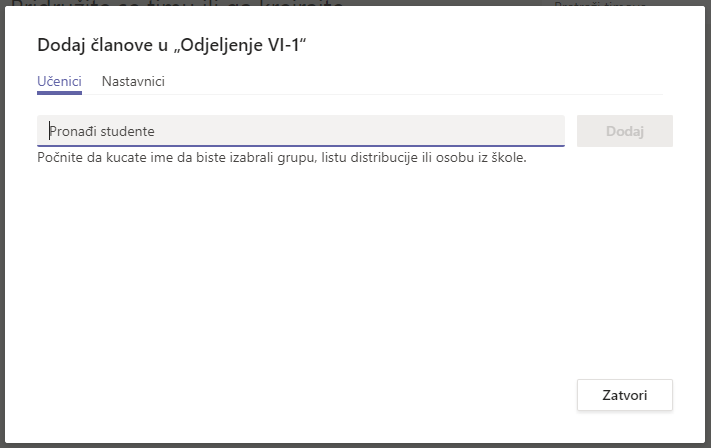 Dodaj članove u „Odjeljenje VI-1“
Učenici Nastavnici
Pronađi studente Dodaj
Počnite da kucate ime da biste izabrali grupu, listu distribucije ili osobu iz škole.
Zatvori